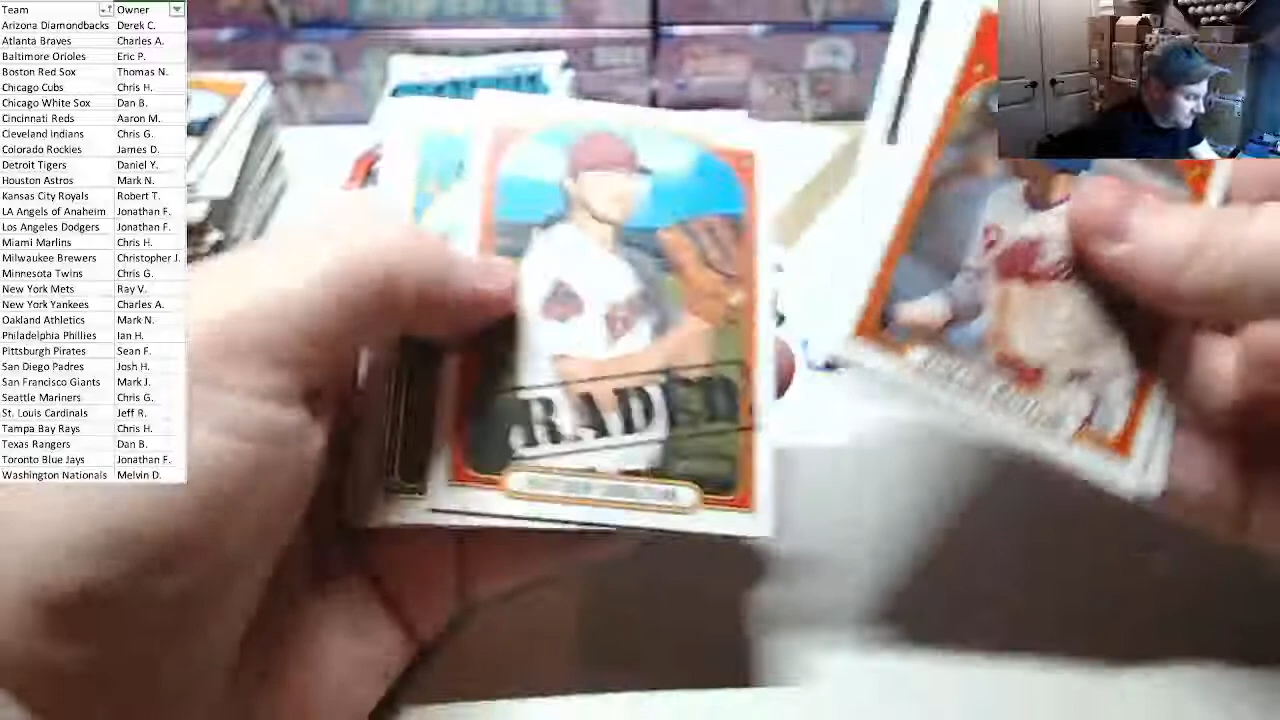 Team Owner
Arizona Diamondbacks Derek C.
Atlanta Braves Charles A.
Baltimore Orioles Eric P.
Boston Red Sox Thomas N.
Chicago Cubs Chris H.
Chicago White Sox Dan B.
Cincinnati Reds Aaron M.
Cleveland Indians Chris G.
Colorado Rockies James D.
Detroit Tigers Daniel Y.
Houston Astros Mark N.
Kansas City Royals Robert T.
LA Angels of Anaheim Jonathan F.
Los Angeles Dodgers Jonathan F.
Miami Marlins Chris H.
Milwaukee Brewers Christopher J.
Minnesota Twins Chris G.
New York Mets Ray V.
New York Yankees Charles A.
Oakland Athletics Mark N.
Philadelphia Phillies Ian H.
Pittsburgh Pirates Sean F.
San Diego Padres Josh H.
San Francisco Giants Mark J.
Seattle Mariners Chris G.
St. Louis Cardinals Jeff R.
Tampa Bay Rays Chris H.
Texas Rangers Dan B.
Toronto Blue Jays Jonathan F.
Washington Nationals Melvin D.
RADED